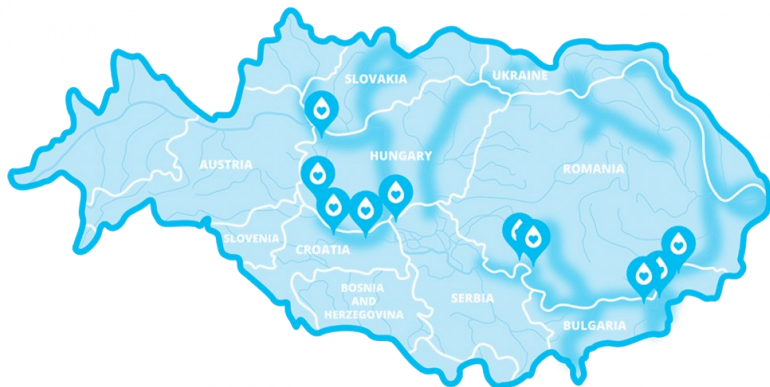 SLOVAKIA
UKRAINE
AUSTRIA
HUNGARY
ROMANIA
SLOVENIA
CROATIA
BOSNIA
AND
HERZEGOVINA
SERBIA
BULGARIA